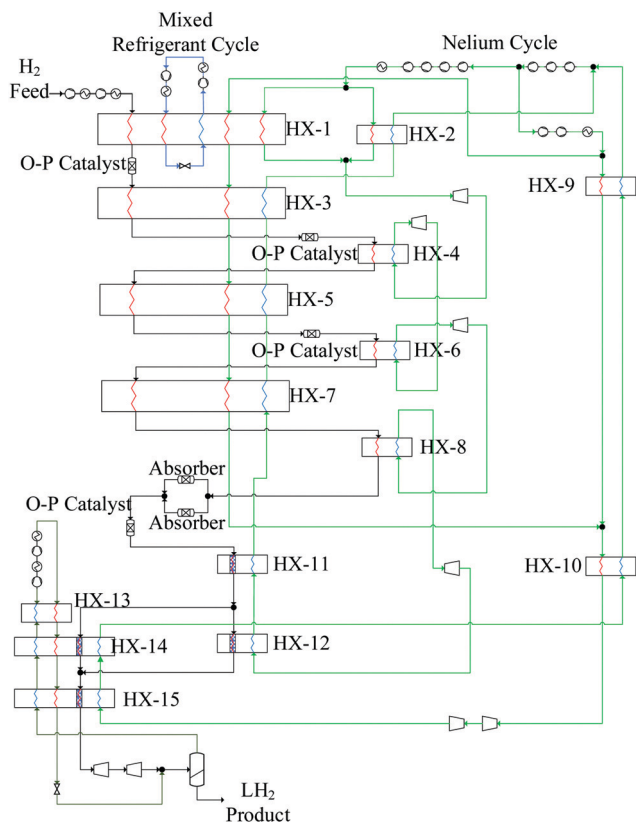 Mixed
Refrigerant Cycle
Nelium Cycle
H2
Feed
HX-1
HX-2
O-P Catalyst
HX-3
HX-9
O-P Catalyst
HX-4
HX-5
O-P Catalyst
HX-6
HX-7
HX-8
Absorber
O-P Catalyst
Absorber
HX-11
HX-10
HX-13
HX-12
HX-14
HX-15
LH2
Product